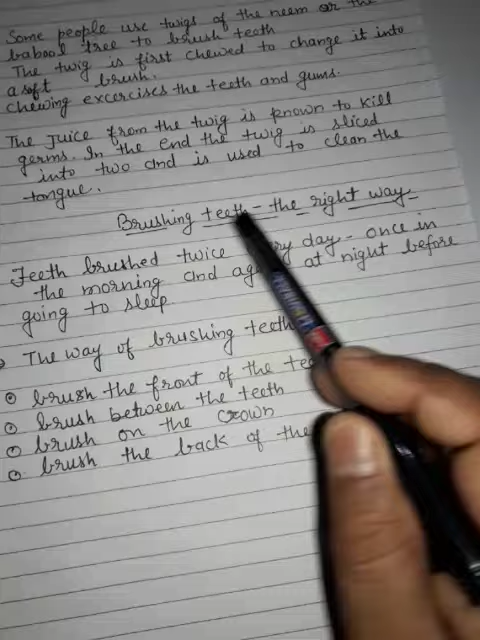 Some people use twigs of the neem or the
babool tree to brush teeth
The twig is first chewed to change it into
a soft brush.
chewing excercises the teeth and gums.
The Juice from the twig is known to kill
germs. In the end the twig is sliced
into two and is used to clean the
tongue.
Brushing teeth - the right way
Teeth brushed twice day - once in
the morning and at night before
going to sleep
The way of brushing teeth
brush the front of the
brush between the teeth
brush on the crown
brush the back of the